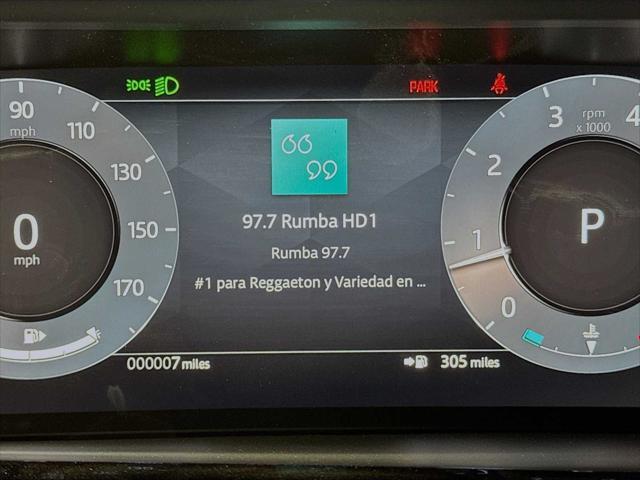 PARK
90
mph
110
130
150
170
0
mph
97.7 Rumba HD1
Rumba 97.7
#1 para Reggaeton y Variedad en ...
000007 miles
305 miles
4
3
rpm
x 1000
2
1
0
P